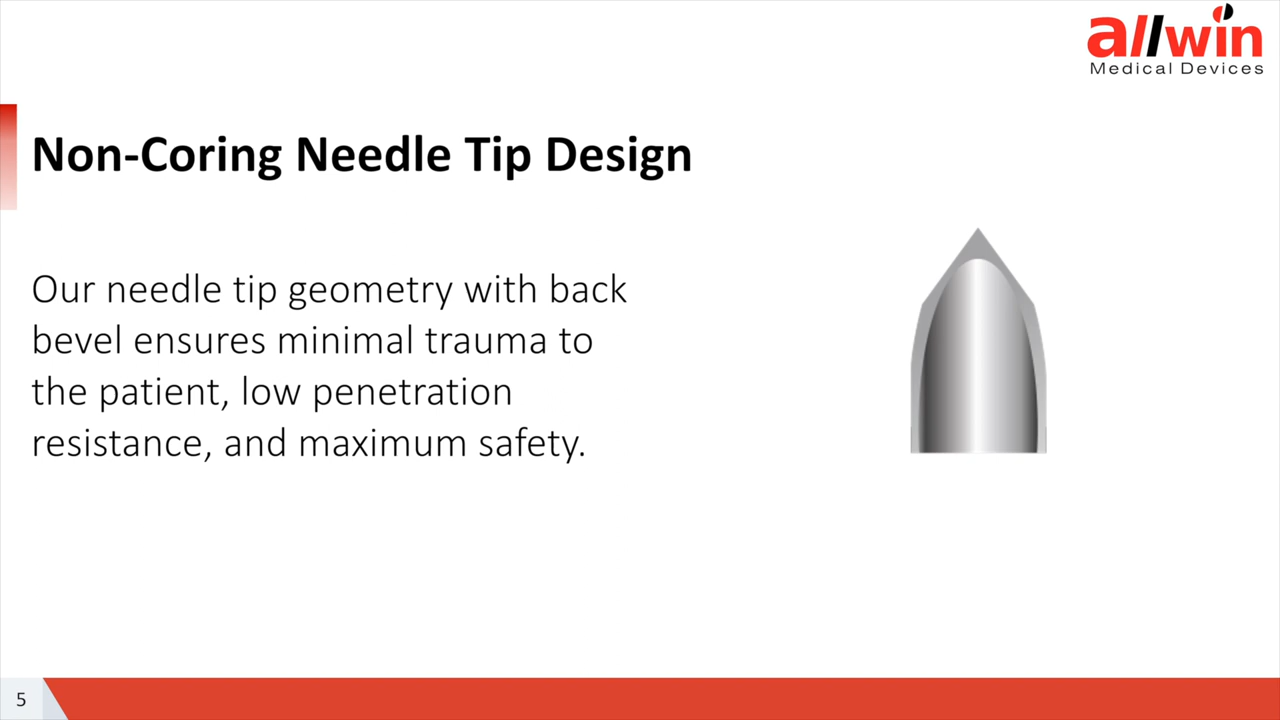 allwin
Medical Devices
Non-Coring Needle Tip Design
Our needle tip geometry with back
bevel ensures minimal trauma to
the patient, low penetration
resistance, and maximum safety.
5